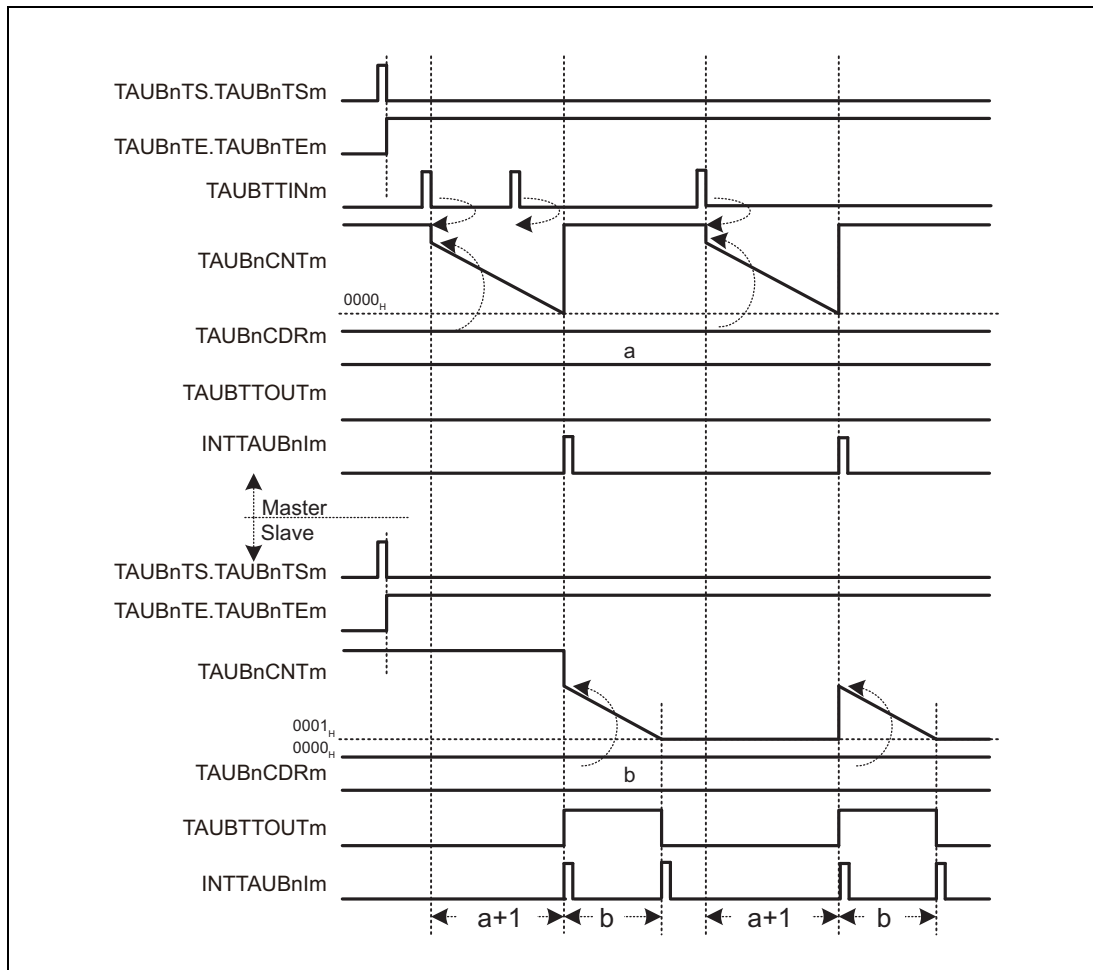 TAUBnTS.TAUBnTSm
TAUBnTE.TAUBnTEm
TAUBTTINm
TAUBnCNTm
0000H
TAUBnCDRm
a
TAUBTTOUTm
INTTAUBnIm
Master
Slave
TAUBnTS.TAUBnTSm
TAUBnTE.TAUBnTEm
TAUBnCNTm
0001H
0000H
TAUBnCDRm
b
TAUBTTOUTm
INTTAUBnIm
a+1 b a+1 b